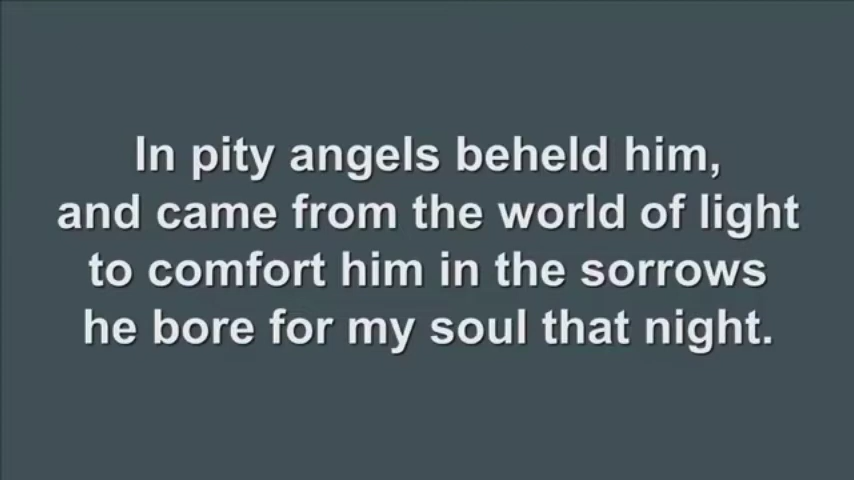 In pity angels beheld him,
and came from the world of light
to comfort him in the sorrows
he bore for my soul that night.